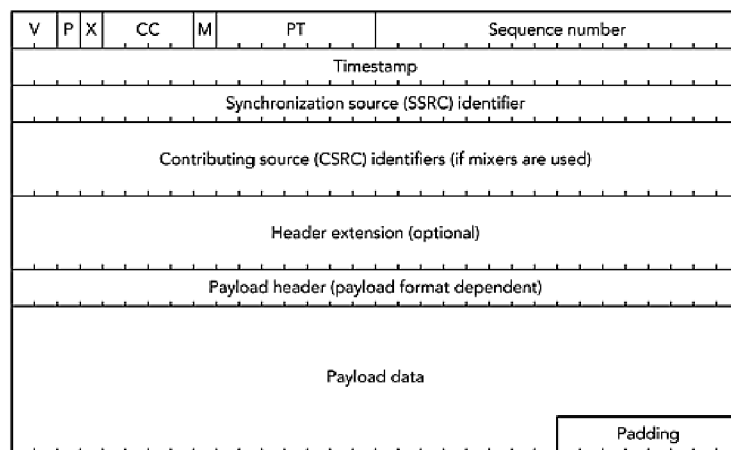 V P X CC M PT Sequence number
Timestamp
Synchronization source (SSRC) identifier
Contributing source (CSRC) identifiers (if mixers are used)
Header extension (optional)
Payload header (payload format dependent)
Payload data
Padding